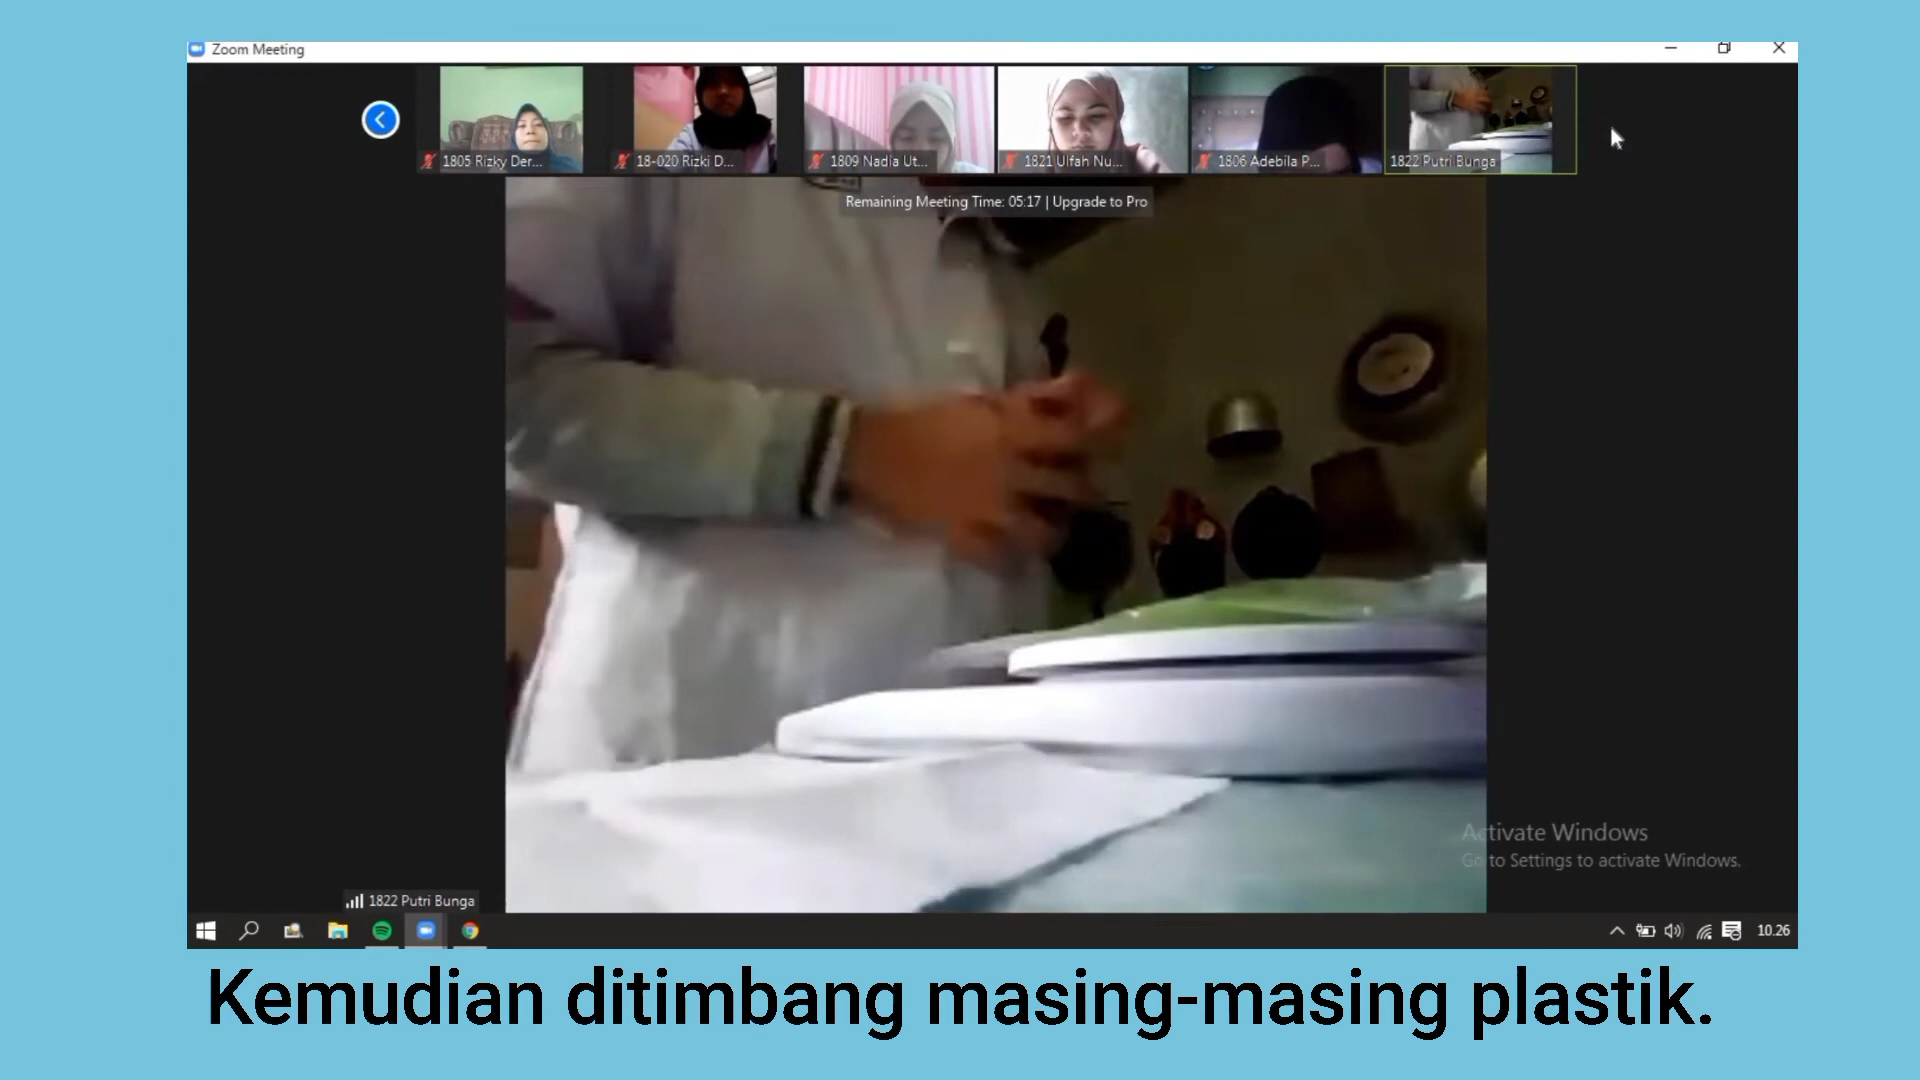 Zoom Meeting
1805 Rizky Der...
18-020 Rizki D...
1809 Nadia Ut...
1821 Ulfah Nu...
1806 Adebila P...
1822 Putri Bunga
Remaining Meeting Time: 05:17 | Upgrade to Pro
Activate Windows
Go to Settings to activate Windows.
1822 Putri Bunga
10.26
Kemudian ditimbang masing-masing plastik.